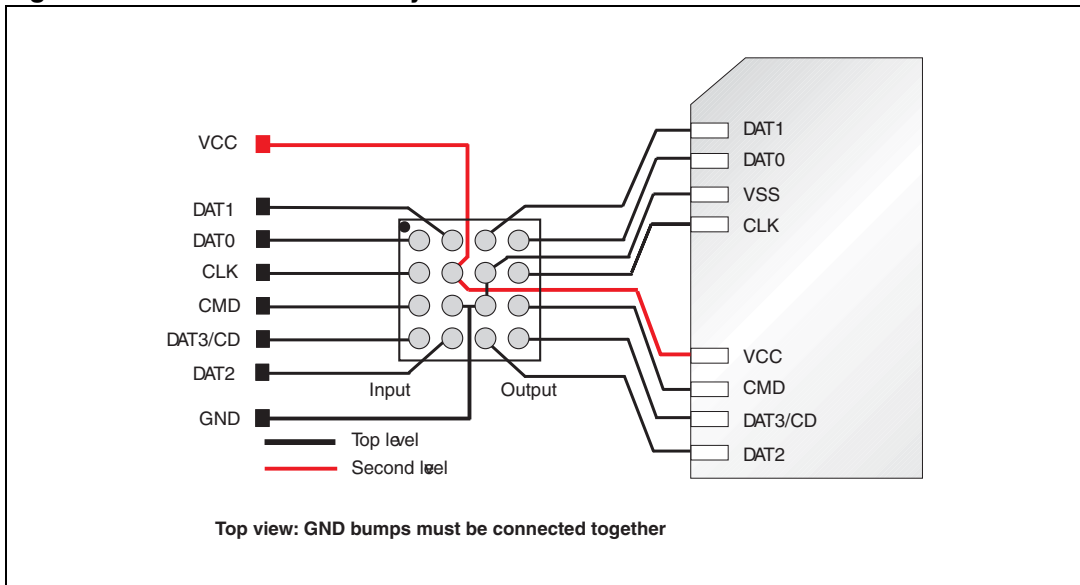 VCC
DAT1
DAT0
CLK
CMD
DAT3/CD
DAT2
GND
Input
Output
Top level
Second level
DAT1
DAT0
VSS
CLK
VCC
CMD
DAT3/CD
DAT2
Top view: GND bumps must be connected together